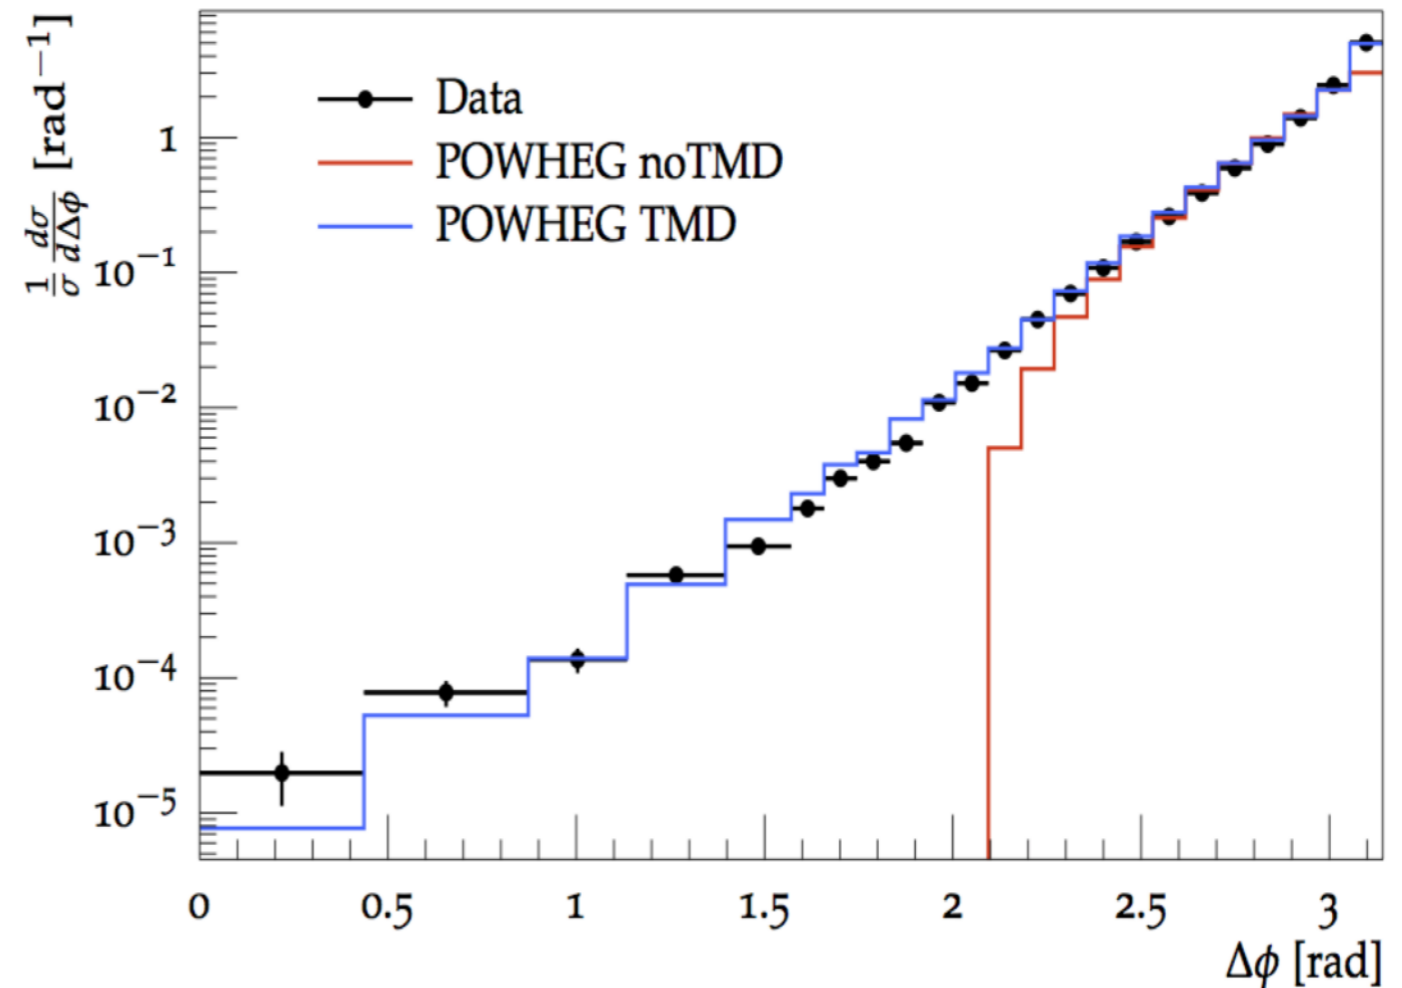 1/σ dσ/dΔϕ [rad⁻¹]
Data
POWHEG noTMD
POWHEG TMD
1
10⁻¹
10⁻²
10⁻³
10⁻⁴
10⁻⁵
0 0.5 1 1.5 2 2.5 3
Δϕ [rad]